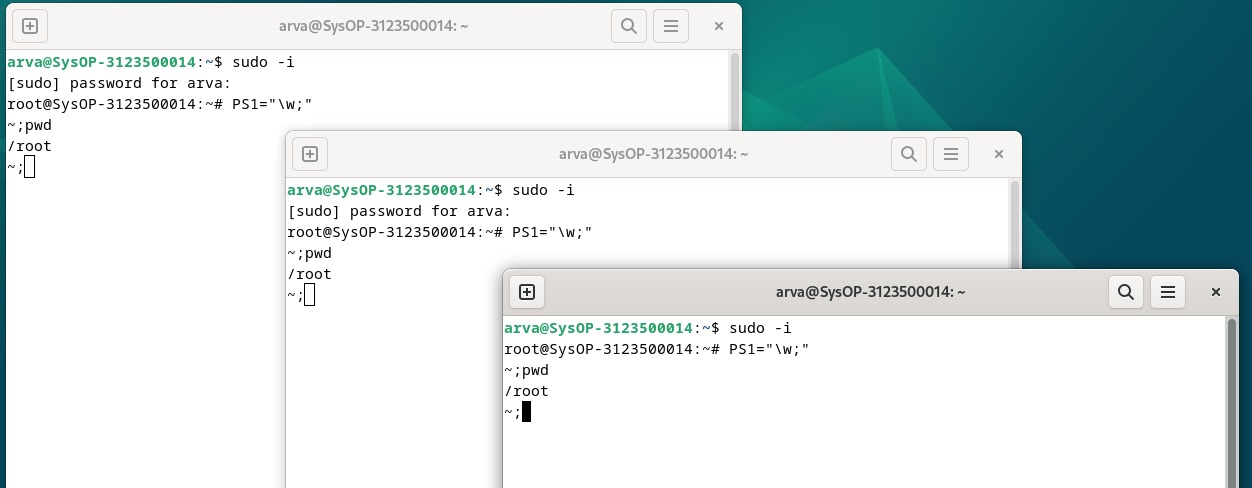 arva@SysOP-3123500014: ~
arva@SysOP-3123500014:~$ sudo -i
[sudo] password for arva:
root@SysOP-3123500014:~# PS1="\w;"
~;pwd
/root
~;
arva@SysOP-3123500014: ~
arva@SysOP-3123500014:~$ sudo -i
[sudo] password for arva:
root@SysOP-3123500014:~# PS1="\w;"
~;pwd
/root
~;
arva@SysOP-3123500014: ~
arva@SysOP-3123500014:~$ sudo -i
root@SysOP-3123500014:~# PS1="\w;"
~;pwd
/root
~;